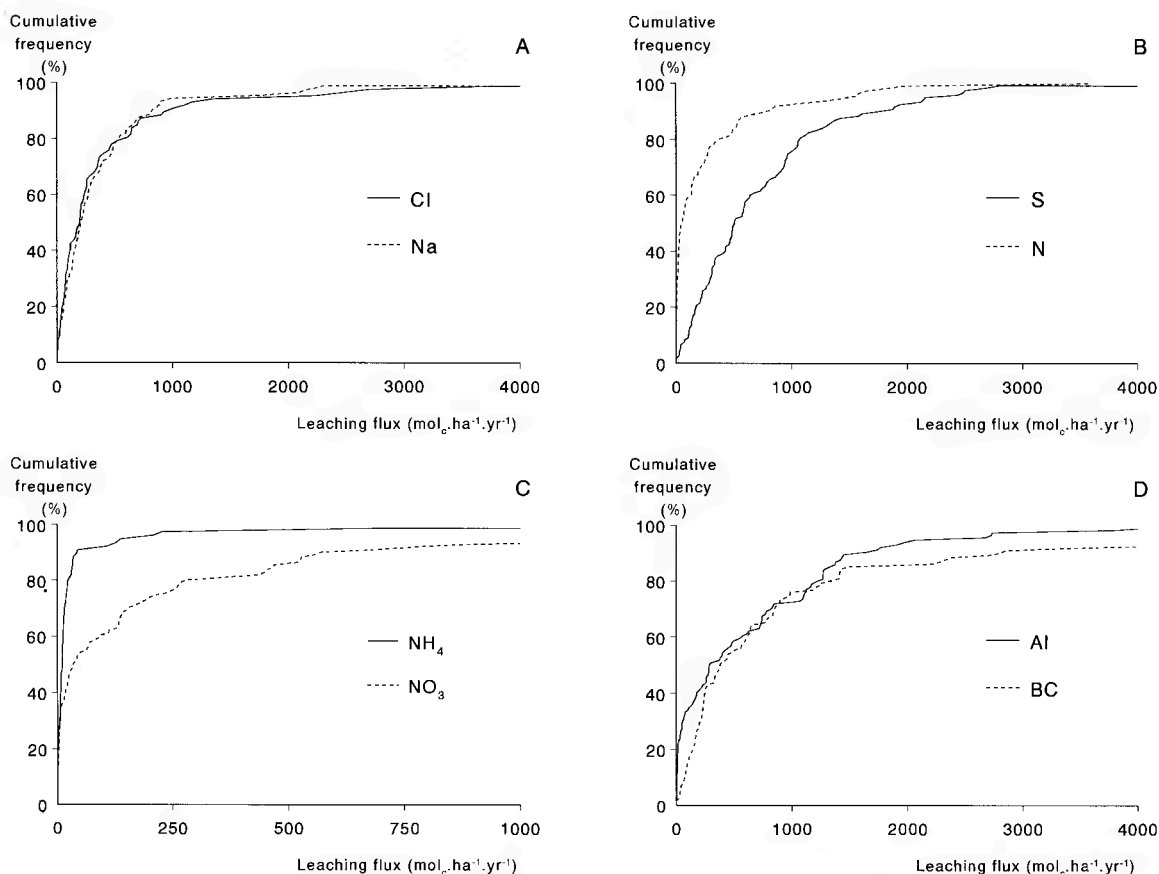 Cumulative
frequency
(%)
A
100
80
60
40
20
0
Cl
Na
0 1000 2000 3000 4000
Leaching flux (molc.ha⁻¹.yr⁻¹)
Cumulative
frequency
(%)
B
100
80
60
40
20
0
S
N
0 1000 2000 3000 4000
Leaching flux (molc.ha⁻¹.yr⁻¹)
Cumulative
frequency
(%)
C
100
80
60
40
20
0
NH₄
NO₃
0 250 500 750 1000
Leaching flux (molc.ha⁻¹.yr⁻¹)
Cumulative
frequency
(%)
D
100
80
60
40
20
0
Al
BC
0 1000 2000 3000 4000
Leaching flux (molc.ha⁻¹.yr⁻¹)